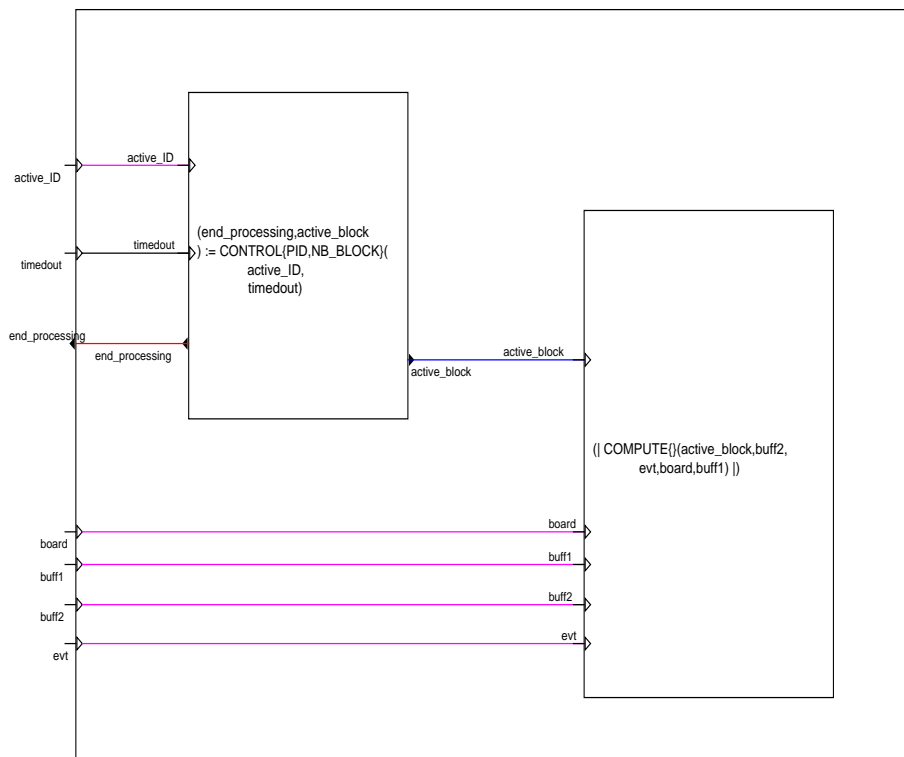 active_ID
active_ID
timedout
timedout
(end_processing,active_block
) := CONTROL{PID,NB_BLOCK}(
active_ID,
timedout)
end_processing
end_processing
active_block
active_block
(| COMPUTE{}(active_block,buff2,
evt,board,buff1) |)
board
board
buff1
buff1
buff2
buff2
evt
evt